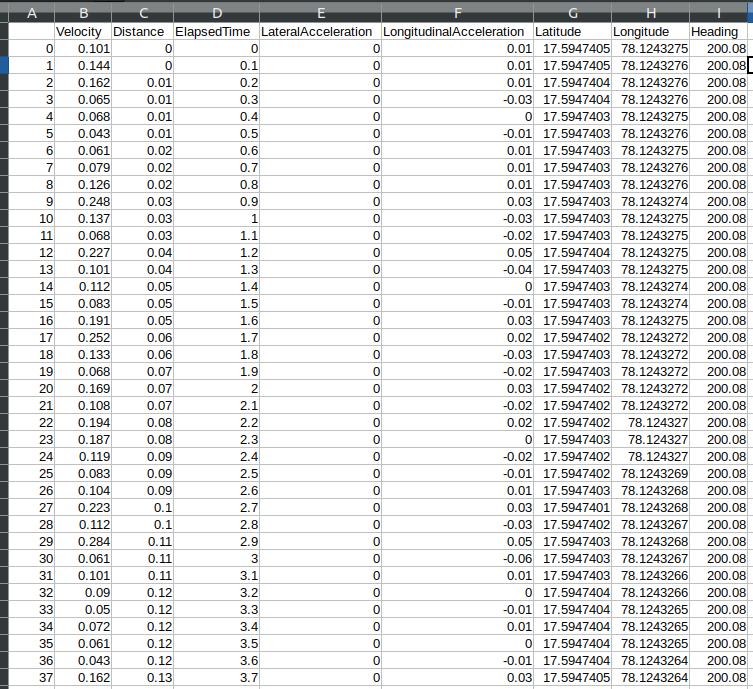 A B C D E F G H I
Velocity Distance ElapsedTime LateralAcceleration LongitudinalAcceleration Latitude Longitude Heading
0 0.101 0 0 0 0.01 17.5947405 78.1243275 200.08
1 0.144 0 0.1 0 0.01 17.5947405 78.1243276 200.08
2 0.162 0.01 0.2 0 0.01 17.5947404 78.1243276 200.08
3 0.065 0.01 0.3 0 -0.03 17.5947404 78.1243276 200.08
4 0.068 0.01 0.4 0 0 17.5947403 78.1243275 200.08
5 0.043 0.01 0.5 0 -0.01 17.5947403 78.1243276 200.08
6 0.061 0.02 0.6 0 0.01 17.5947403 78.1243275 200.08
7 0.079 0.02 0.7 0 0.01 17.5947403 78.1243276 200.08
8 0.126 0.02 0.8 0 0.01 17.5947403 78.1243276 200.08
9 0.248 0.03 0.9 0 0.03 17.5947403 78.1243274 200.08
10 0.137 0.03 1 0 -0.03 17.5947403 78.1243275 200.08
11 0.068 0.03 1.1 0 -0.02 17.5947403 78.1243275 200.08
12 0.227 0.04 1.2 0 0.05 17.5947404 78.1243275 200.08
13 0.101 0.04 1.3 0 -0.04 17.5947403 78.1243275 200.08
14 0.112 0.05 1.4 0 0 17.5947403 78.1243274 200.08
15 0.083 0.05 1.5 0 -0.01 17.5947403 78.1243274 200.08
16 0.191 0.05 1.6 0 0.03 17.5947403 78.1243275 200.08
17 0.252 0.06 1.7 0 0.02 17.5947402 78.1243272 200.08
18 0.133 0.06 1.8 0 -0.03 17.5947403 78.1243272 200.08
19 0.068 0.07 1.9 0 -0.02 17.5947403 78.1243272 200.08
20 0.169 0.07 2 0 0.03 17.5947402 78.1243272 200.08
21 0.108 0.07 2.1 0 -0.02 17.5947402 78.1243272 200.08
22 0.194 0.08 2.2 0 0.02 17.5947402 78.124327 200.08
23 0.187 0.08 2.3 0 0 17.5947403 78.124327 200.08
24 0.119 0.09 2.4 0 -0.02 17.5947402 78.124327 200.08
25 0.083 0.09 2.5 0 -0.01 17.5947402 78.1243269 200.08
26 0.104 0.09 2.6 0 0.01 17.5947403 78.1243268 200.08
27 0.223 0.1 2.7 0 0.03 17.5947401 78.1243268 200.08
28 0.112 0.1 2.8 0 -0.03 17.5947402 78.1243267 200.08
29 0.284 0.11 2.9 0 0.05 17.5947403 78.1243268 200.08
30 0.061 0.11 3 0 -0.06 17.5947403 78.1243267 200.08
31 0.101 0.11 3.1 0 0.01 17.5947403 78.1243266 200.08
32 0.09 0.12 3.2 0 0 17.5947404 78.1243266 200.08
33 0.05 0.12 3.3 0 -0.01 17.5947404 78.1243265 200.08
34 0.072 0.12 3.4 0 0.01 17.5947404 78.1243265 200.08
35 0.061 0.12 3.5 0 0 17.5947404 78.1243265 200.08
36 0.043 0.12 3.6 0 -0.01 17.5947404 78.1243264 200.08
37 0.162 0.13 3.7 0 0.03 17.5947405 78.1243264 200.08